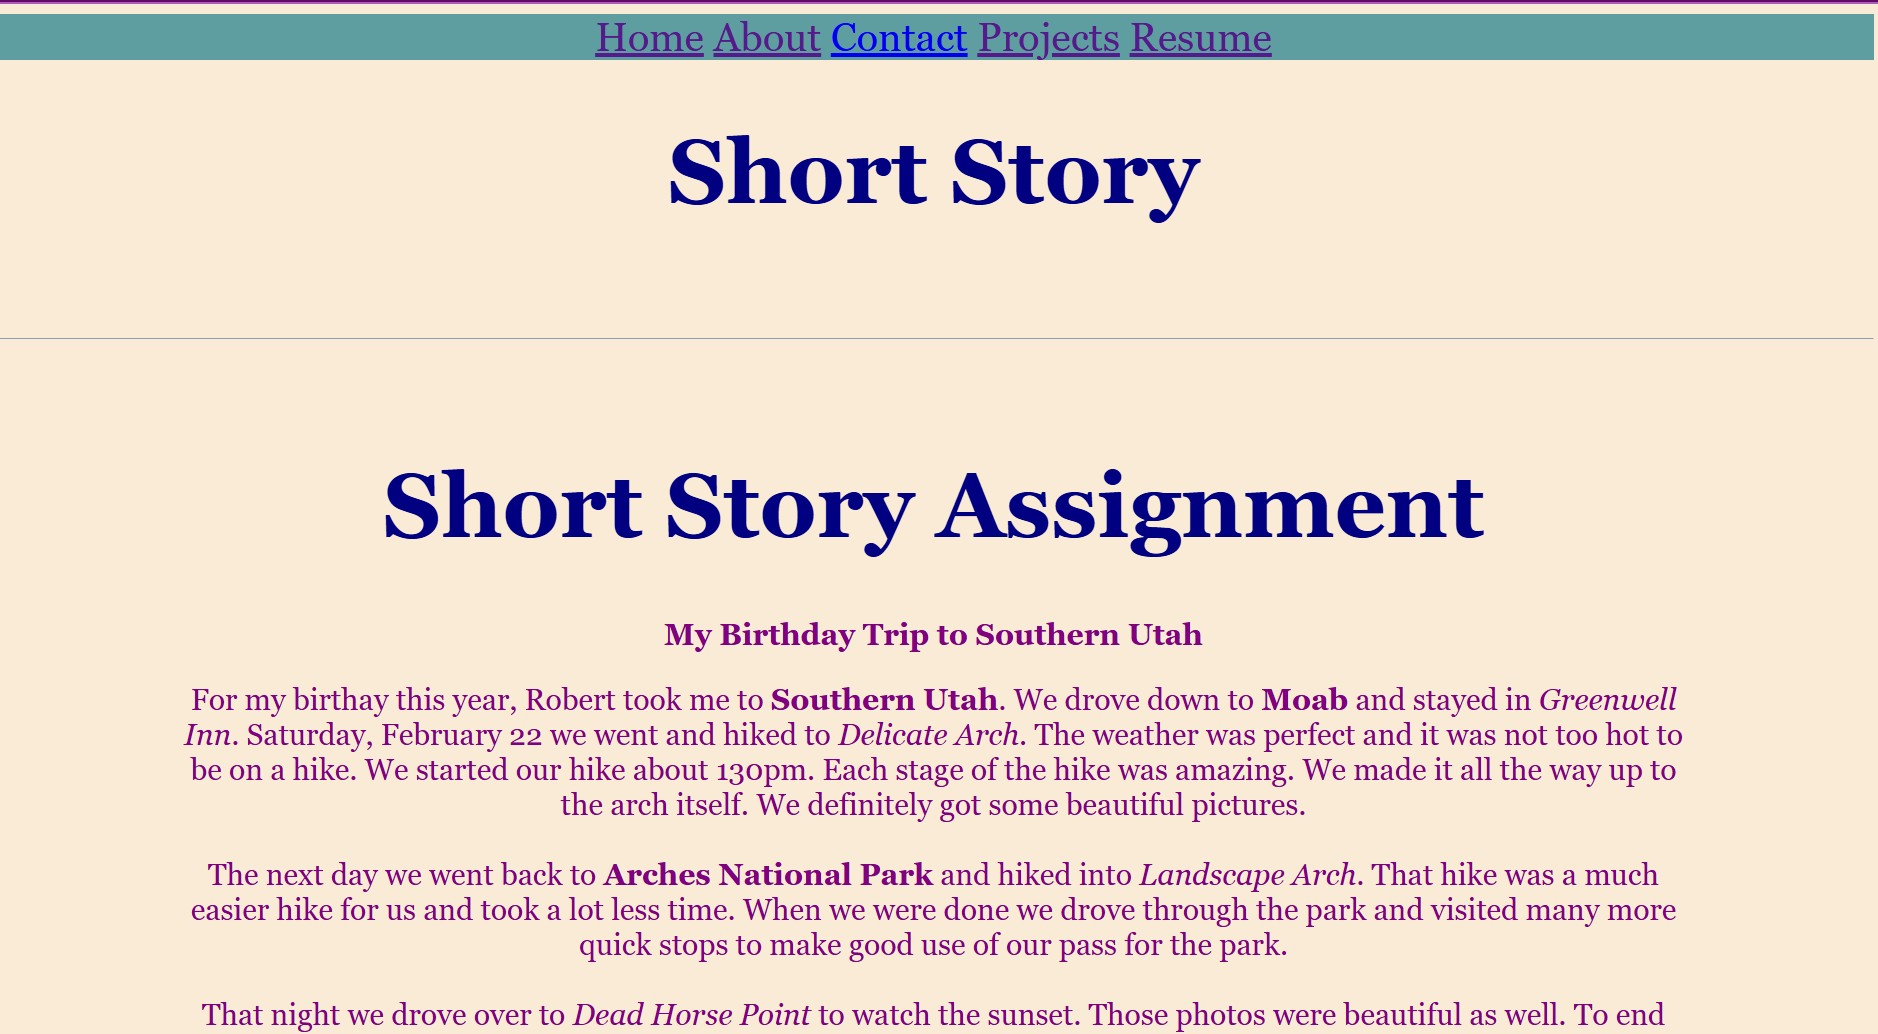 Home About Contact Projects Resume
Short Story
Short Story Assignment
My Birthday Trip to Southern Utah
For my birthay this year, Robert took me to Southern Utah. We drove down to Moab and stayed in Greenwell
Inn. Saturday, February 22 we went and hiked to Delicate Arch. The weather was perfect and it was not too hot to
be on a hike. We started our hike about 130pm. Each stage of the hike was amazing. We made it all the way up to
the arch itself. We definitely got some beautiful pictures.
The next day we went back to Arches National Park and hiked into Landscape Arch. That hike was a much
easier hike for us and took a lot less time. When we were done we drove through the park and visited many more
quick stops to make good use of our pass for the park.
That night we drove over to Dead Horse Point to watch the sunset. Those photos were beautiful as well. To end